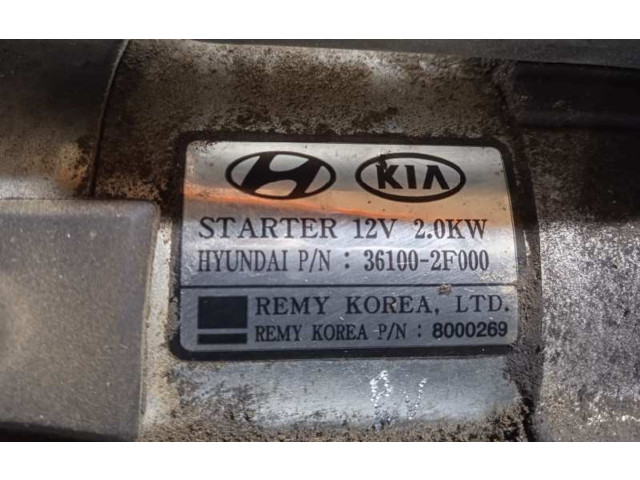 KIA
STARTER 12V 2.0KW
HYUNDAI P/N : 36100-2F000
REMY KOREA, LTD.
REMY KOREA P/N : 8000269